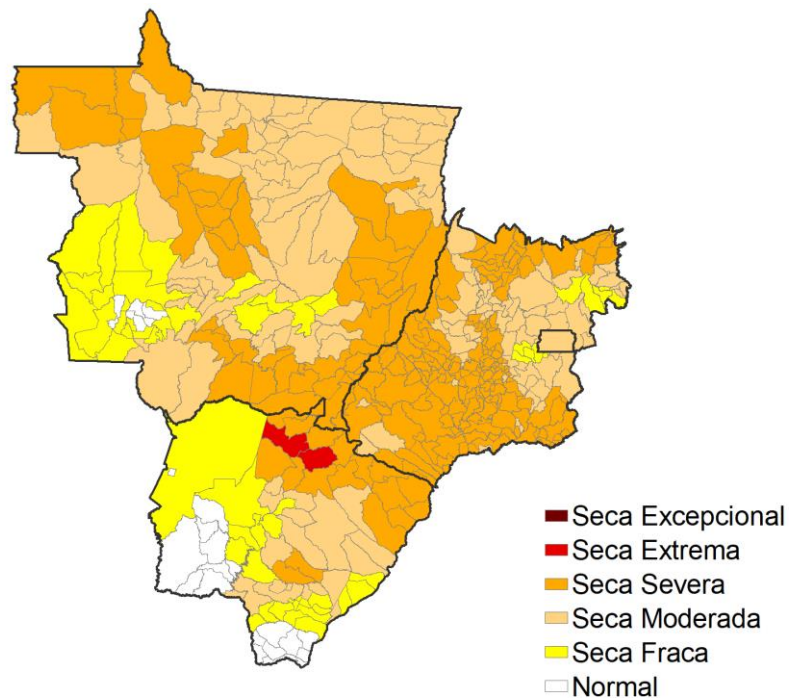 Seca Excepcional
Seca Extrema
Seca Severa
Seca Moderada
Seca Fraca
Normal